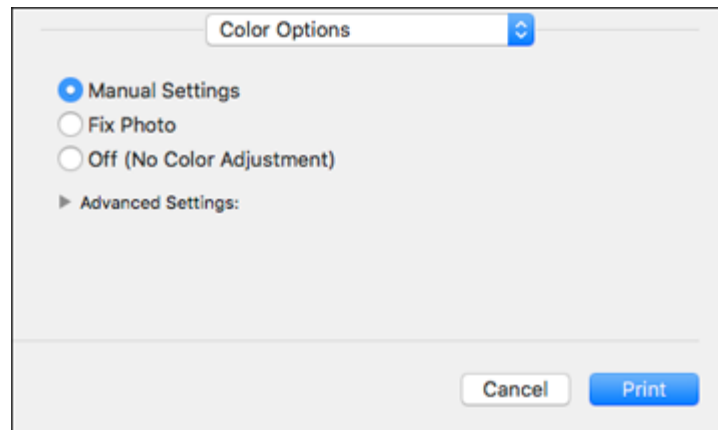 Color Options
Manual Settings
Fix Photo
Off (No Color Adjustment)
Advanced Settings:
Cancel Print